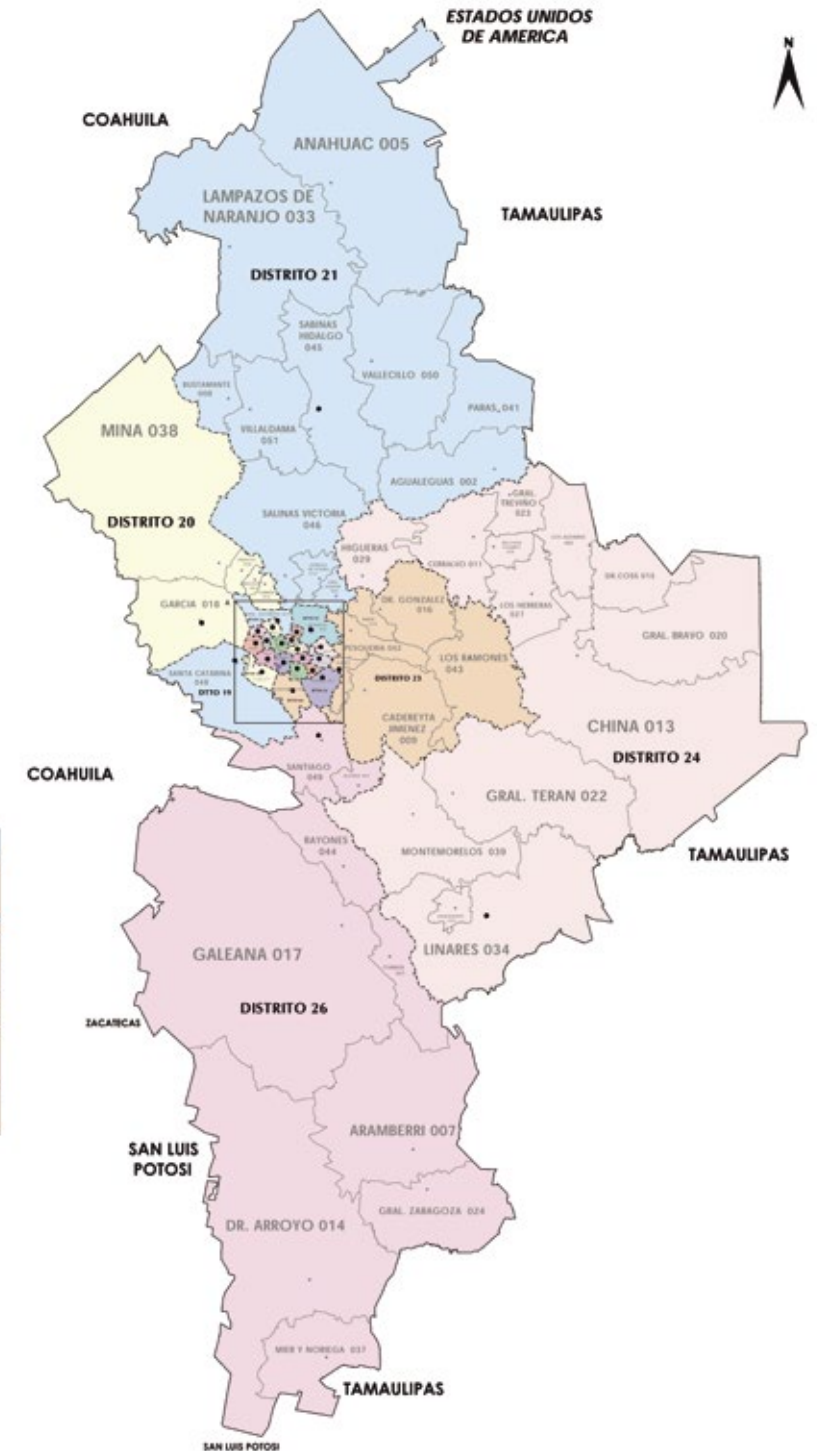 ESTADOS UNIDOS
DE AMERICA
N
COAHUILA
ANAHUAC 005
LAMPAZOS DE
NARANJO 033
TAMAULIPAS
DISTRITO 21
SABINAS
HIDALGO
045
VALLECILLO 050
BUSTAMANTE
008
PARAS 041
MINA 038
VILLALDAMA
051
AGUALEGUAS 002
GRAL.
TREVIÑO
023
SALINAS VICTORIA
046
DISTRITO 20
HIGUERAS
029
CERRALVO 011
DR COSS 015
GARCIA 018
DR. GONZALEZ
016
LOS HERRERAS
027
GRAL. BRAVO 020
PESQUERIA
LOS RAMONES
043
SANTA CATARINA
048
DTTO 19
DISTRITO 25
CADEREYTA
JIMENEZ
009
CHINA 013
DISTRITO 24
SANTIAGO
049
COAHUILA
GRAL. TERAN 022
RAYONES
044
MONTEMORELOS 039
TAMAULIPAS
LINARES 034
GALEANA 017
DISTRITO 26
ZACATECAS
ARAMBERRI 007
SAN LUIS
POTOSI
GRAL. ZARAGOZA 024
DR. ARROYO 014
MIER Y NORIEGA 037
TAMAULIPAS
SAN LUIS POTOSI